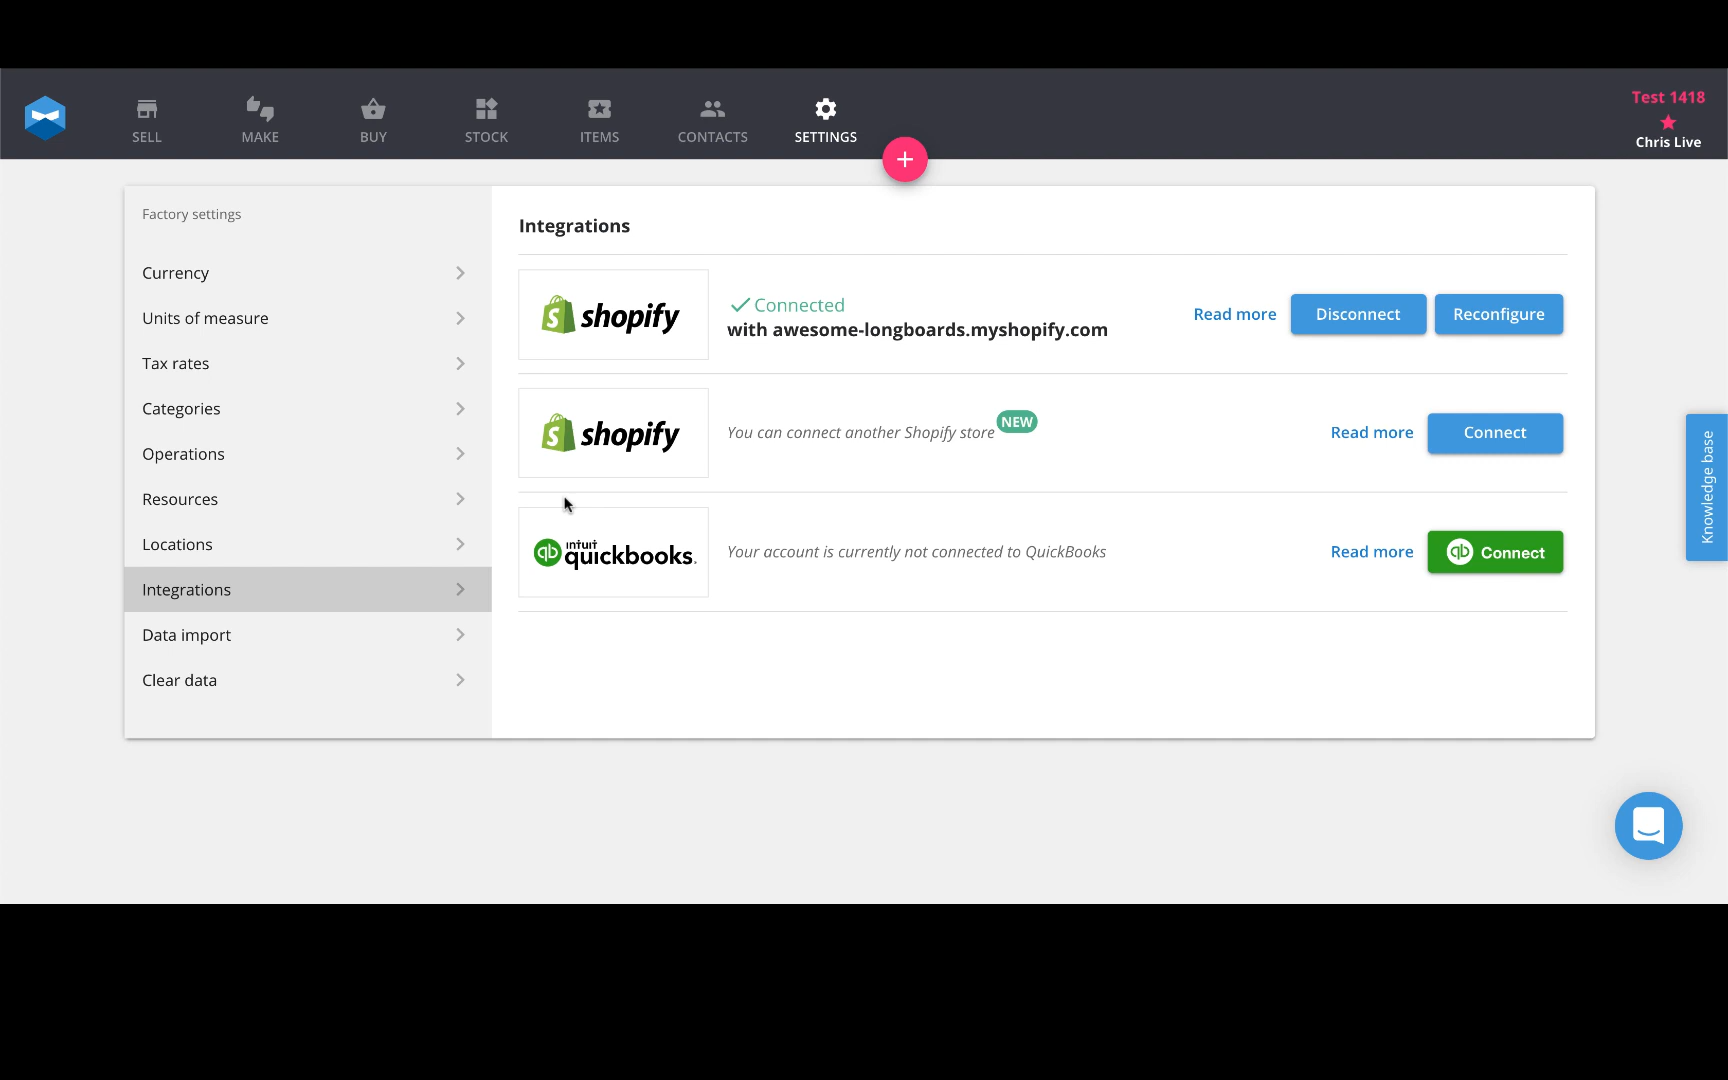 SELL
MAKE
BUY
STOCK
ITEMS
CONTACTS
SETTINGS
+
Test 1418
Chris Live
Factory settings
Currency
Units of measure
Tax rates
Categories
Operations
Resources
Locations
Integrations
Data import
Clear data
Integrations
shopify
Connected
with awesome-longboards.myshopify.com
Read more
Disconnect
Reconfigure
shopify
You can connect another Shopify store NEW
Read more
Connect
intuit
quickbooks.
Your account is currently not connected to QuickBooks
Read more
qb Connect
Knowledge base